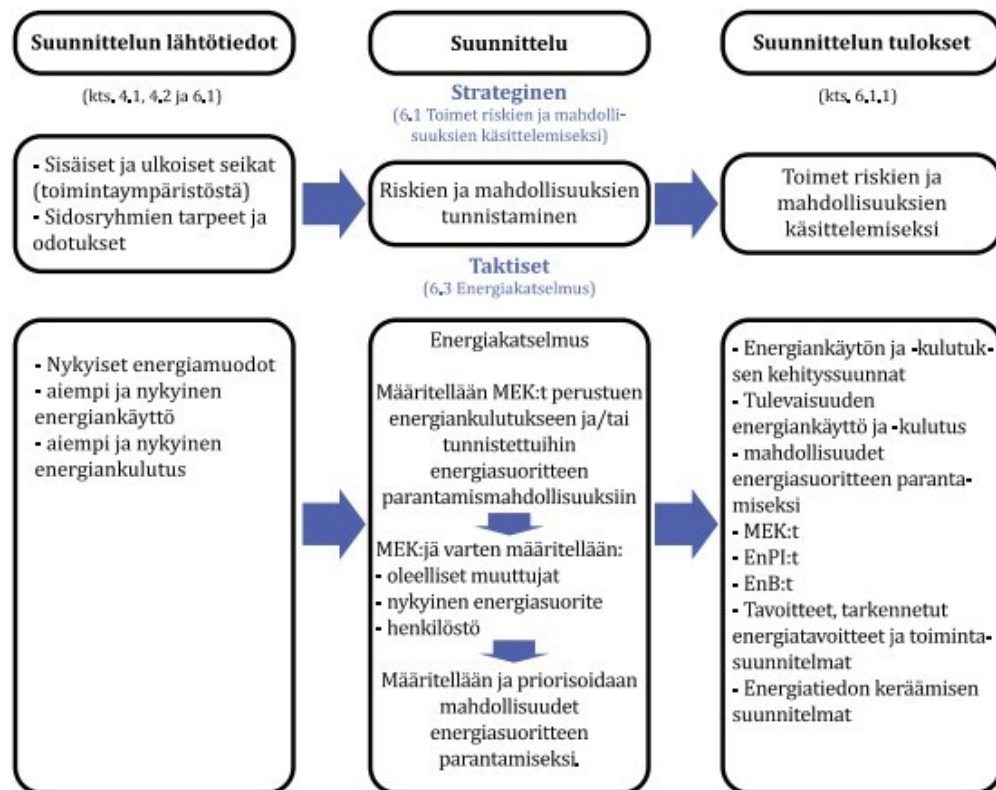 Suunnittelun lähtötiedot
(kts. 4.1, 4.2 ja 6.1)
Suunnittelu
Suunnittelun tulokset
(kts. 6.1.1)
Strateginen
(6.1 Toimet riskien ja mahdolli-
suuksien käsittelemiseksi)
- Sisäiset ja ulkoiset seikat
(toimintaympäristöstä)
- Sidosryhmien tarpeet ja
odotukset
Riskien ja mahdollisuuksien
tunnistaminen
Toimet riskien ja
mahdollisuuksien
käsittelemiseksi
Taktiset
(6.3 Energiakatselmus)
- Nykyiset energiamuodot
- aiempi ja nykyinen
energiankäyttö
- aiempi ja nykyinen
energiankulutus
Energiakatselmus
Määritellään MEK:t perustuen
energiankulutukseen ja/tai
tunnistettuihin
energiasuoritteen
parantamismahdollisuuksiin
MEK:jä varten määritellään:
- oleelliset muuttujat
- nykyinen energiasuorite
- henkilöstö
Määritellään ja priorisoidaan
mahdollisuudet
energiasuoritteen
parantamiseksi.
- Energiankäytön ja -kulutuk-
sen kehityssuunnat
- Tulevaisuuden
energiankäyttö ja -kulutus
- mahdollisuudet
energiasuoritteen paranta-
miseksi
- MEK:t
- EnPI:t
- EnB:t
- Tavoitteet, tarkennetut
energiatavoitteet ja toiminta-
suunnitelmat
- Energiatiedon keräämisen
suunnitelmat